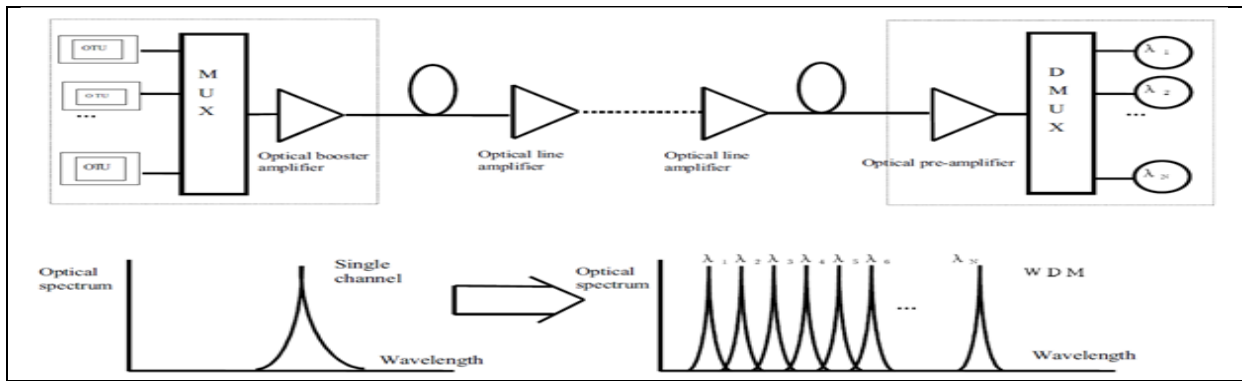 OTU
OTU
...
OTU
M
U
X
Optical booster
amplifier
Optical line
amplifier
Optical line
amplifier
Optical pre-amplifier
D
M
U
X
λ 1
λ 2
...
λ N
Optical
spectrum
Single
channel
Wavelength
Optical
spectrum
λ 1 λ 2 λ 3 λ 4 λ 5 λ 6 λ N
...
W D M
Wavelength